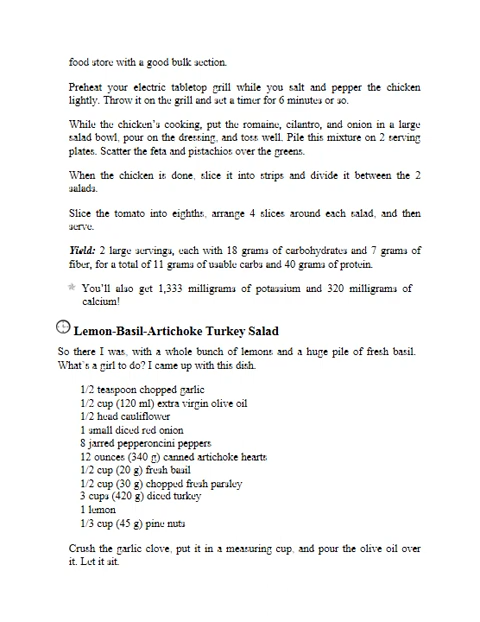 food store with a good bulk section.
Preheat your electric tabletop grill while you salt and pepper the chicken
lightly. Throw it on the grill and set a timer for 6 minutes or so.
While the chicken's cooking, put the romaine, cilantro, and onion in a large
salad bowl, pour on the dressing, and toss well. Pile this mixture on 2 serving
plates. Scatter the feta and pistachios over the greens.
When the chicken is done, slice it into strips and divide it between the 2
salads.
Slice the tomato into eighths, arrange 4 slices around each salad, and then
serve.
Yield: 2 large servings, each with 18 grams of carbohydrates and 7 grams of
fiber, for a total of 11 grams of usable carbs and 40 grams of protein.
You'll also get 1,333 milligrams of potassium and 320 milligrams of
calcium!
Lemon-Basil-Artichoke Turkey Salad
So there I was, with a whole bunch of lemons and a huge pile of fresh basil.
What's a girl to do? I came up with this dish.
1/2 teaspoon chopped garlic
1/2 cup (120 ml) extra virgin olive oil
1/2 head cauliflower
1 small diced red onion
8 jarred pepperoncini peppers
12 ounces (340 g) canned artichoke hearts
1/2 cup (20 g) fresh basil
1/2 cup (30 g) chopped fresh parsley
3 cups (420 g) diced turkey
1 lemon
1/3 cup (45 g) pine nuts
Crush the garlic clove, put it in a measuring cup, and pour the olive oil over
it. Let it sit.